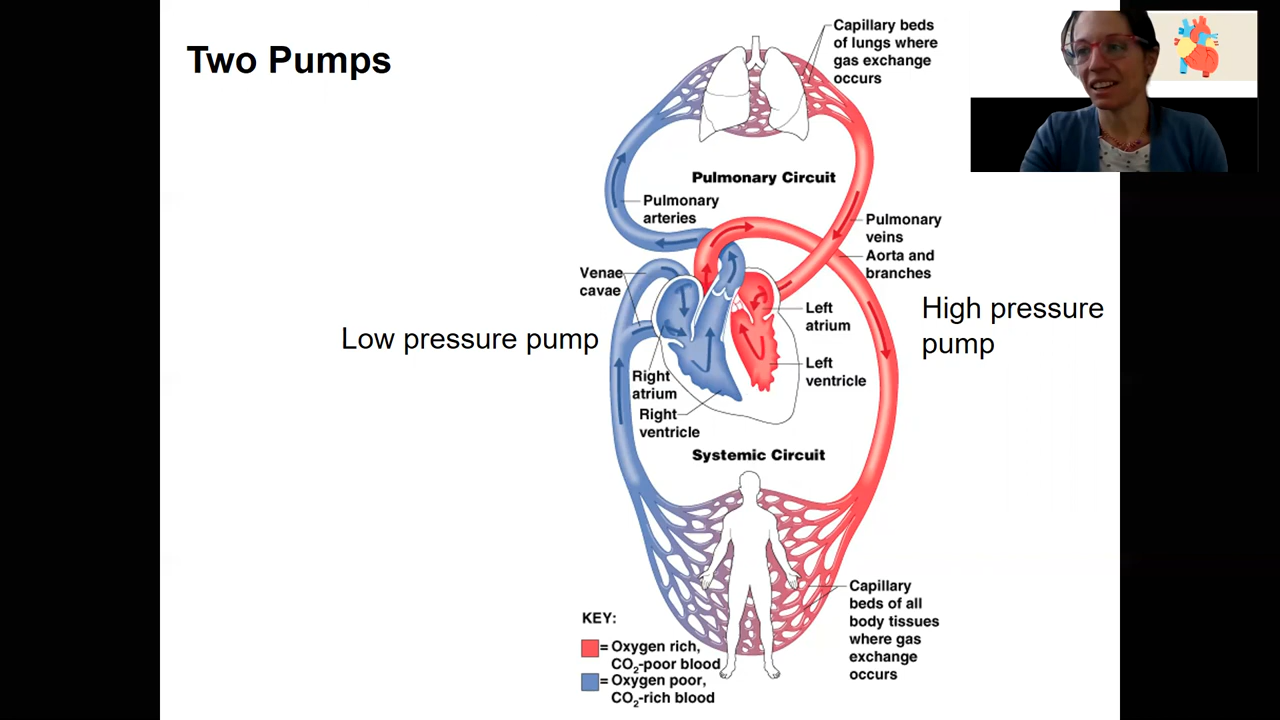 Two Pumps
Capillary beds
of lungs where
gas exchange
occurs
Pulmonary Circuit
Pulmonary
arteries
Pulmonary
veins
Aorta and
branches
Venae
cavae
Left
atrium
High pressure
pump
Low pressure pump
Left
ventricle
Right
atrium
Right
ventricle
Systemic Circuit
Capillary
beds of all
body tissues
where gas
exchange
occurs
KEY:
= Oxygen rich,
CO₂-poor blood
= Oxygen poor,
CO₂-rich blood